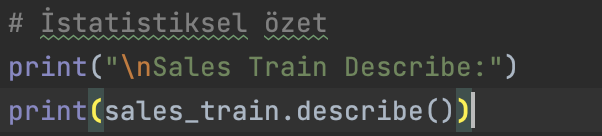 # İstatistiksel özet
print("\nSales Train Describe:")
print(sales_train.describe())